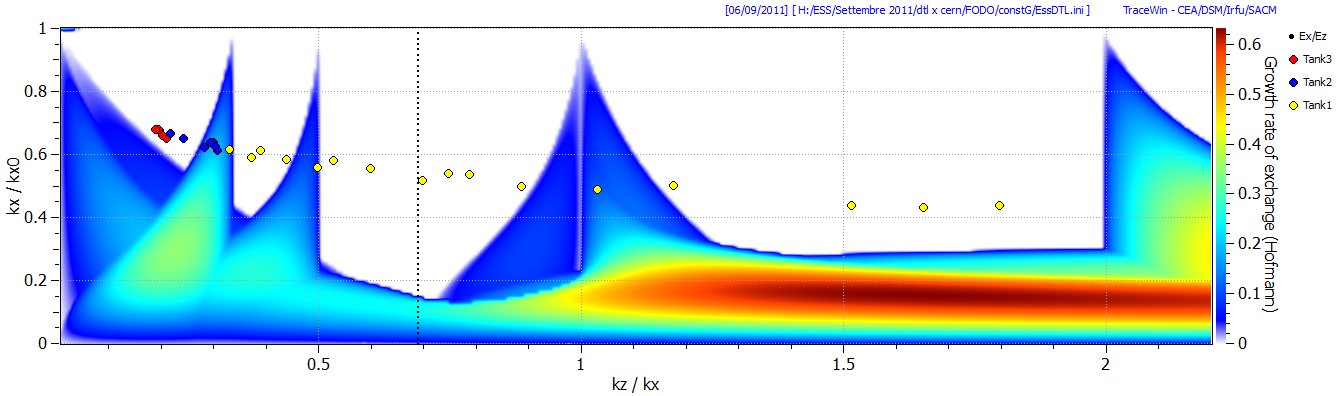 [06/09/2011] [ H:/ESS/Settembre 2011/dtl x cern/FODO/constG/EssDTL.ini ] TraceWin - CEA/DSM/Irfu/SACM
1
0.8
0.6
0.4
0.2
0
kx / kx0
0.5
1
1.5
2
kz / kx
0.6
0.5
0.4
0.3
0.2
0.1
0
Growth rate of exchange (Hofmann)
Ex/Ez
Tank3
Tank2
Tank1